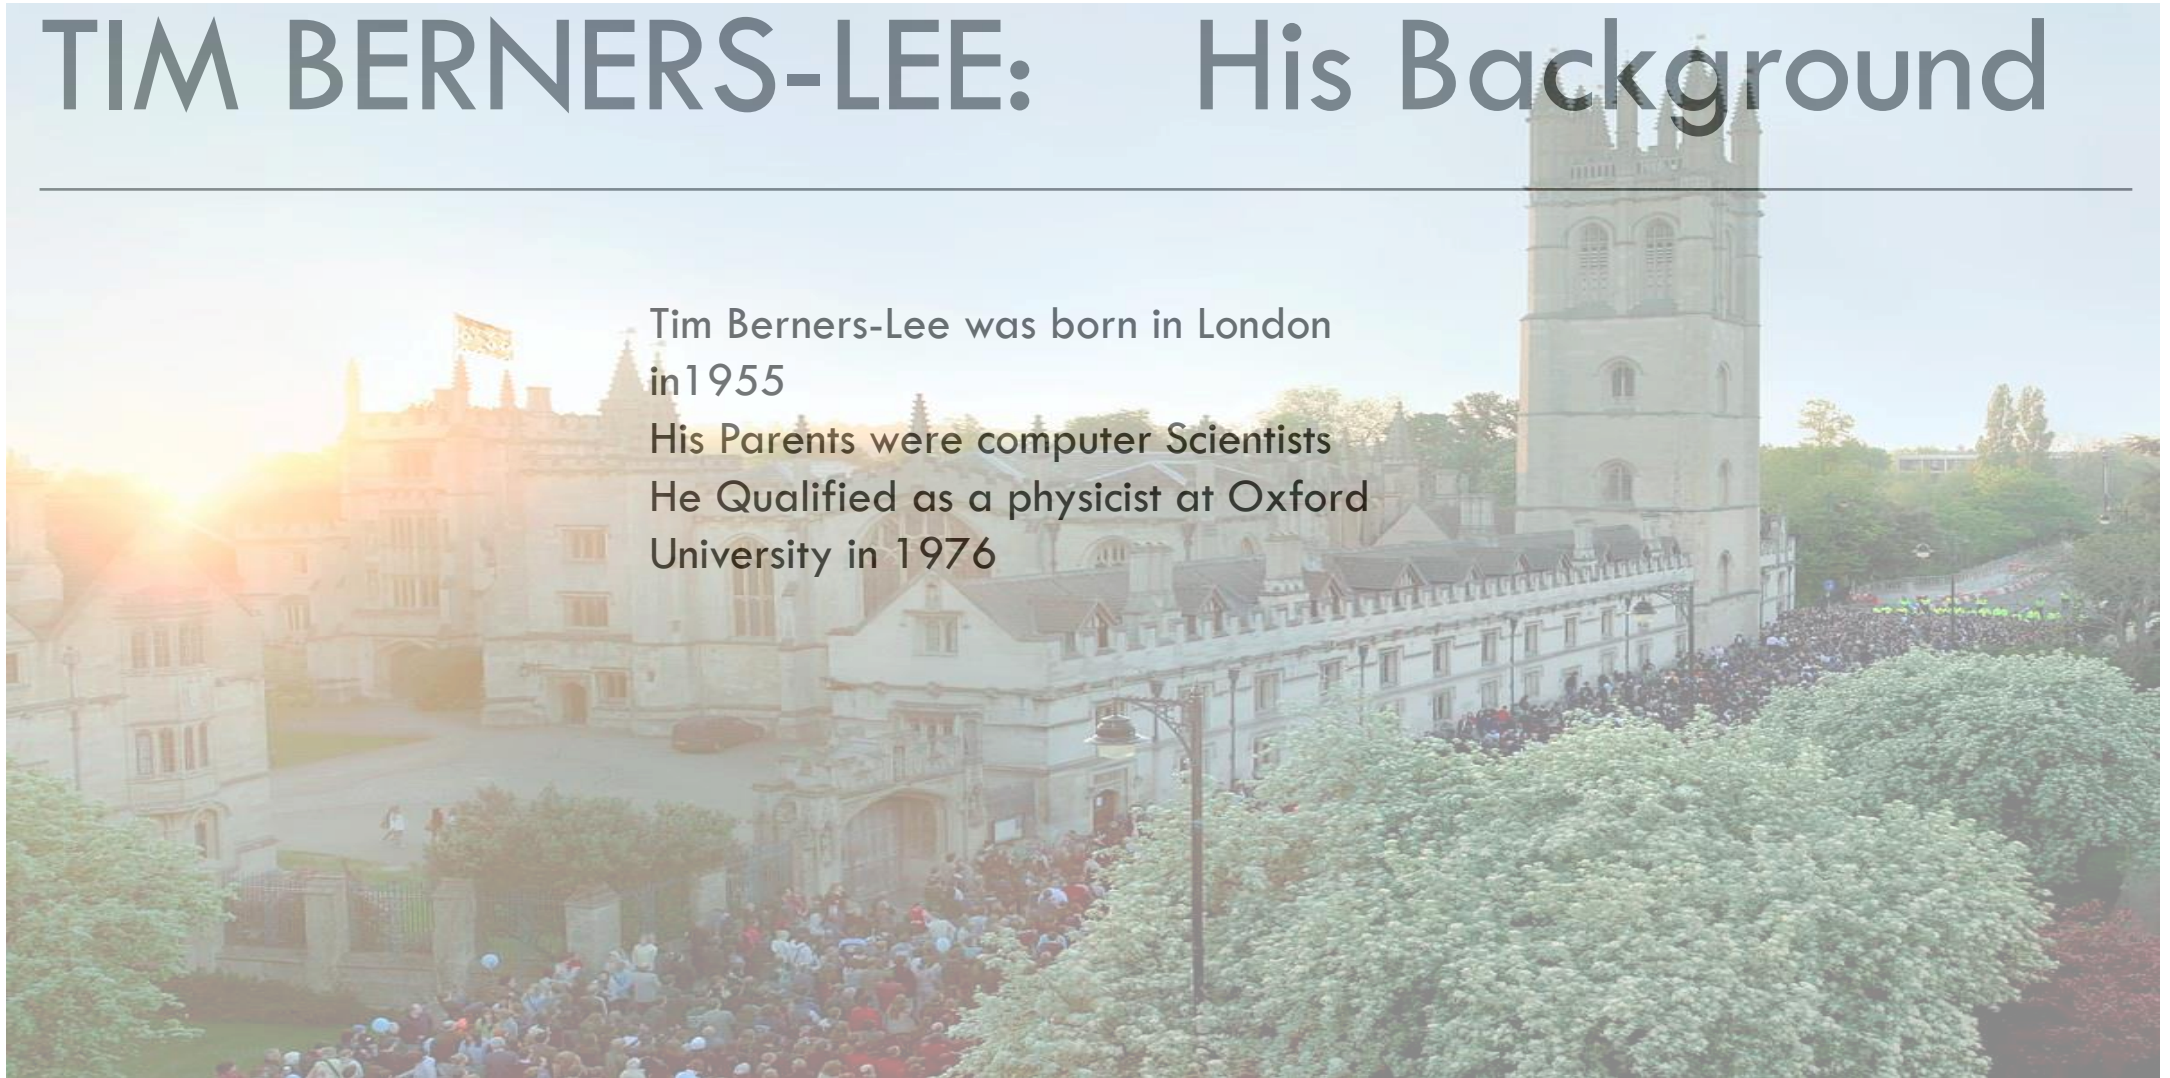 TIM BERNERS-LEE: His Background
Tim Berners-Lee was born in London
in1955
His Parents were computer Scientists
He Qualified as a physicist at Oxford
University in 1976